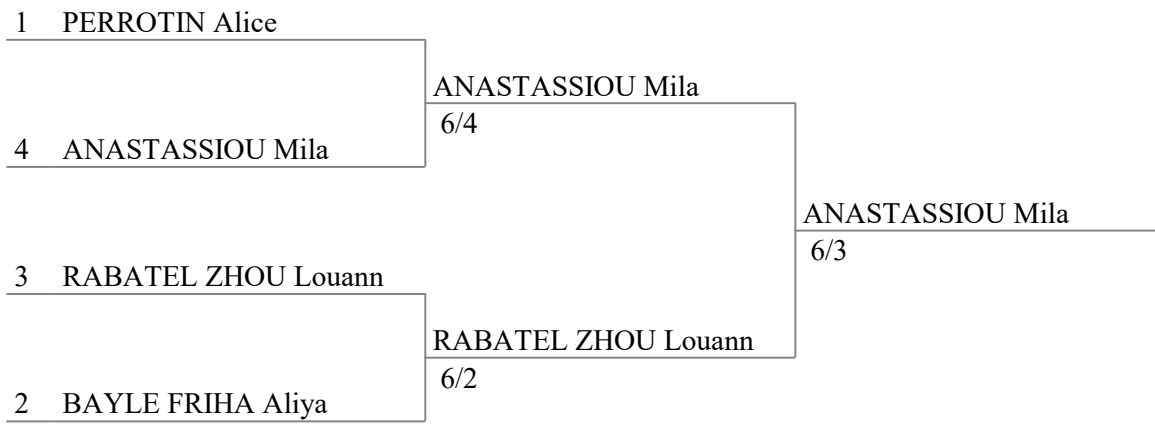 1 PERROTIN Alice
ANASTASSIOU Mila
6/4
4 ANASTASSIOU Mila
ANASTASSIOU Mila
6/3
3 RABATEL ZHOU Louann
RABATEL ZHOU Louann
6/2
2 BAYLE FRIHA Aliya